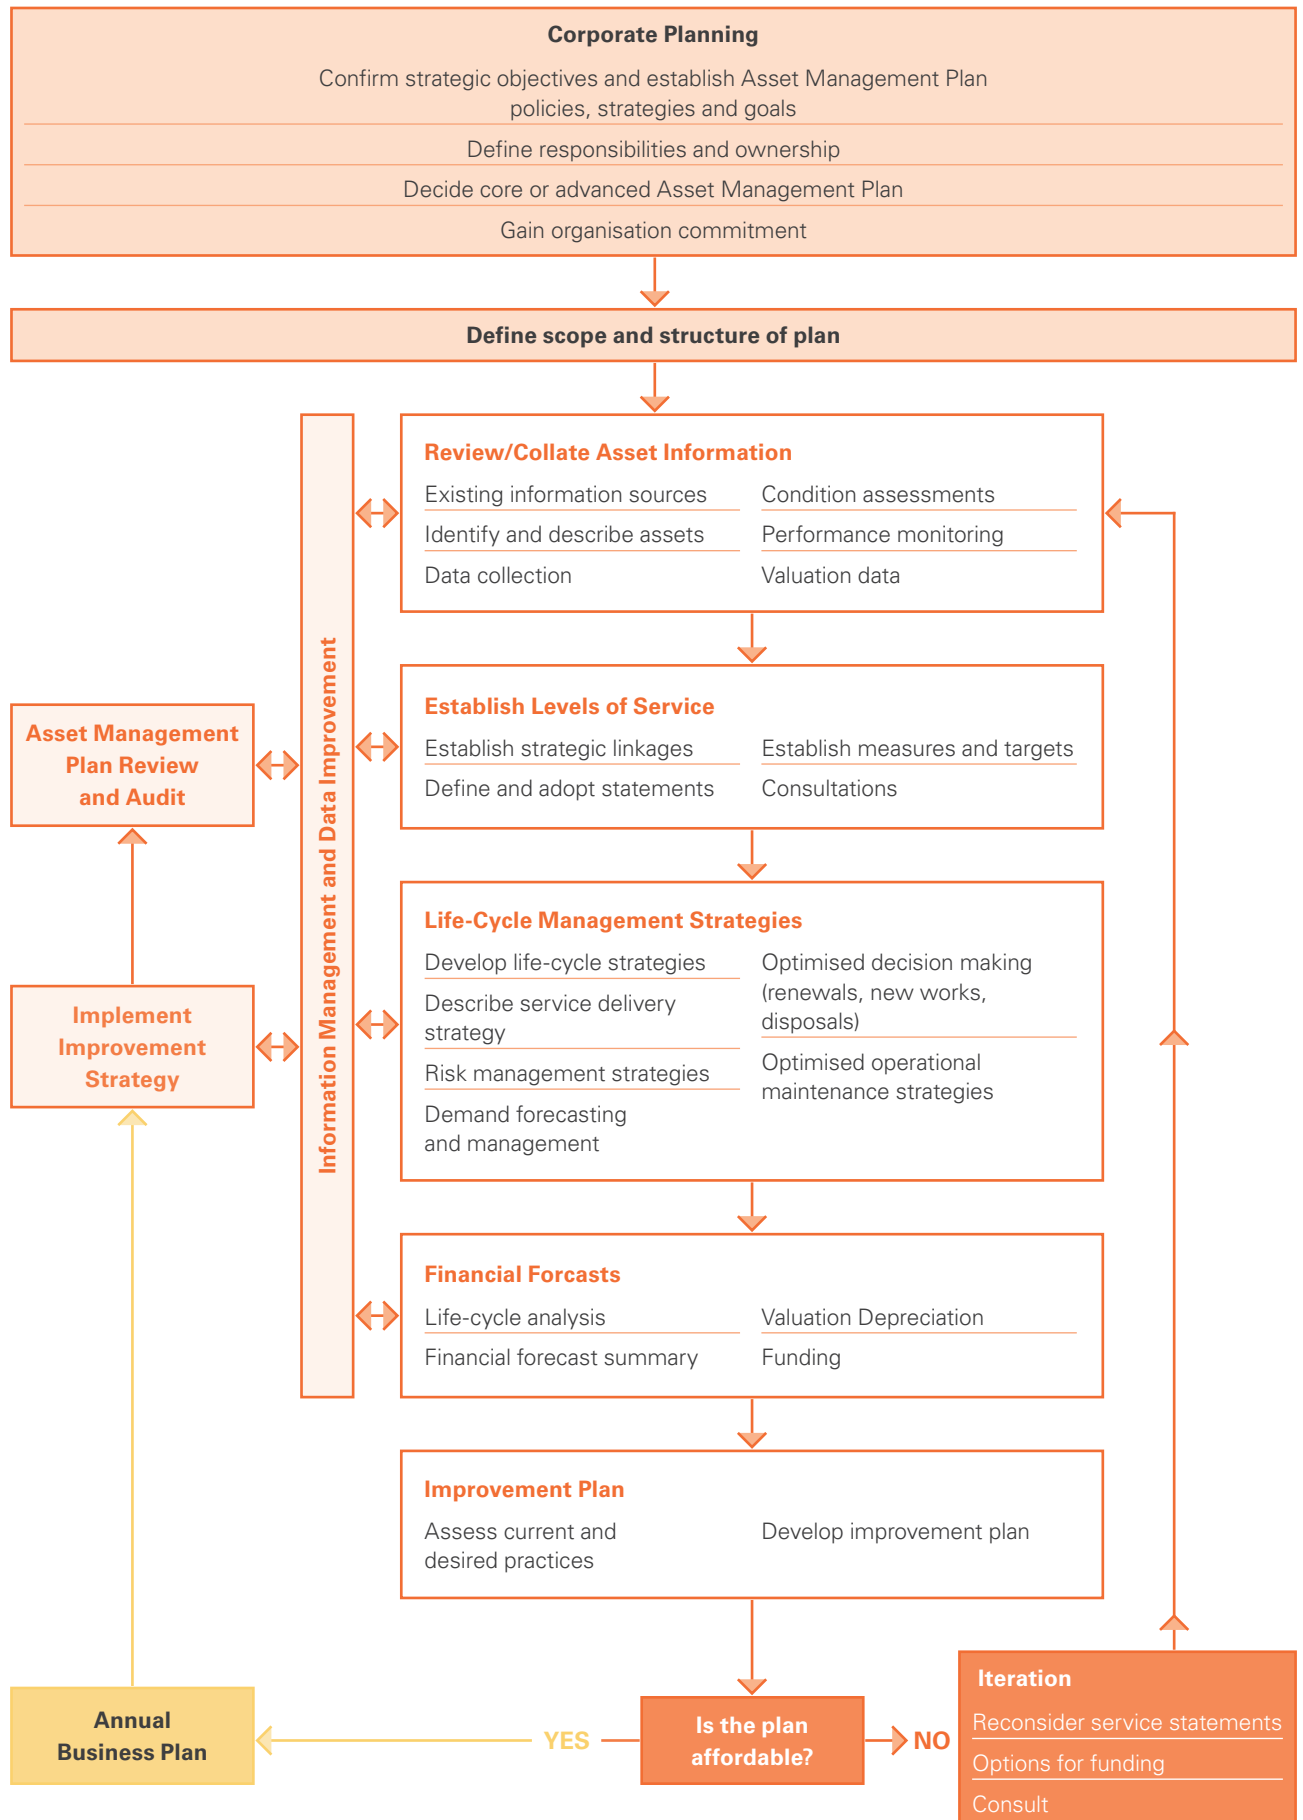 Corporate Planning
Confirm strategic objectives and establish Asset Management Plan
policies, strategies and goals
Define responsibilities and ownership
Decide core or advanced Asset Management Plan
Gain organisation commitment
Define scope and structure of plan
Review/Collate Asset Information
Existing information sources
Identify and describe assets
Data collection
Condition assessments
Performance monitoring
Valuation data
Information Management and Data Improvement
Asset Management
Plan Review
and Audit
Establish Levels of Service
Establish strategic linkages
Define and adopt statements
Establish measures and targets
Consultations
Life-Cycle Management Strategies
Develop life-cycle strategies
Describe service delivery
strategy
Risk management strategies
Demand forecasting
and management
Optimised decision making
(renewals, new works,
disposals)
Optimised operational
maintenance strategies
Implement
Improvement
Strategy
Financial Forcasts
Life-cycle analysis
Financial forecast summary
Valuation Depreciation
Funding
Improvement Plan
Assess current and
desired practices
Develop improvement plan
Annual
Business Plan
YES
Is the plan
affordable?
NO
Iteration
Reconsider service statements
Options for funding
Consult